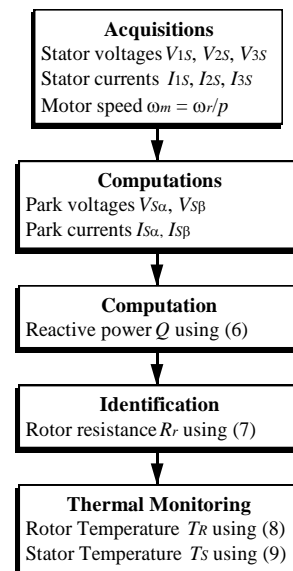 Acquisitions
Stator voltages V1S, V2S, V3S
Stator currents I1S, I2S, I3S
Motor speed ωm = ωr/p
Computations
Park voltages VSα, VSβ
Park currents ISα, ISβ
Computation
Reactive power Q using (6)
Identification
Rotor resistance Rr using (7)
Thermal Monitoring
Rotor Temperature TR using (8)
Stator Temperature TS using (9)